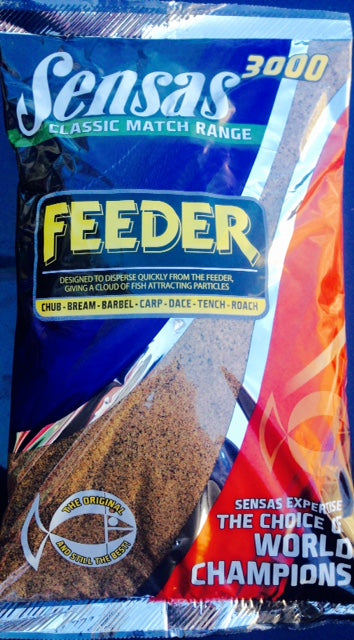 Sensas
3000
CLASSIC MATCH RANGE
FEEDER
DESIGNED TO DISPERSE QUICKLY FROM THE FEEDER,
GIVING A CLOUD OF FISH ATTRACTING PARTICLES
CHUB - BREAM - BARBEL - CARP - DACE - TENCH - ROACH
THE ORIGINAL
AND STILL THE BEST!
SENSAS EXPERTISE
THE CHOICE OF
WORLD
CHAMPIONS